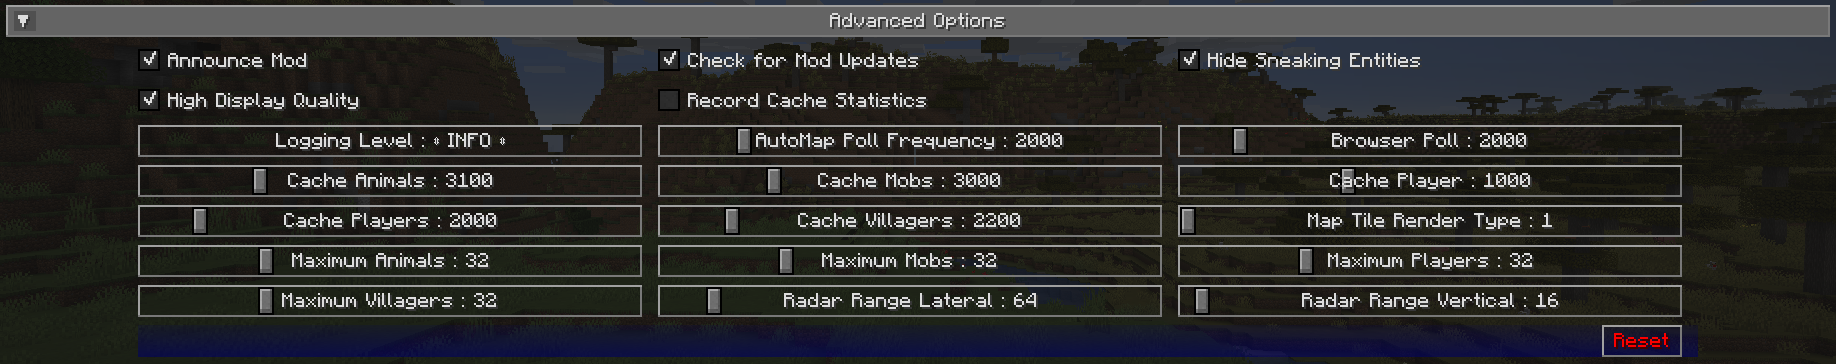 ▼ Advanced Options
Announce Mod Check for Mod Updates Hide Sneaking Entities
High Display Quality Record Cache Statistics
Logging Level : • INFO • AutoMap Poll Frequency : 2000 Browser Poll : 2000
Cache Animals : 3100 Cache Mobs : 3000 Cache Player : 1000
Cache Players : 2000 Cache Villagers : 2200 Map Tile Render Type : 1
Maximum Animals : 32 Maximum Mobs : 32 Maximum Players : 32
Maximum Villagers : 32 Radar Range Lateral : 64 Radar Range Vertical : 16
Reset